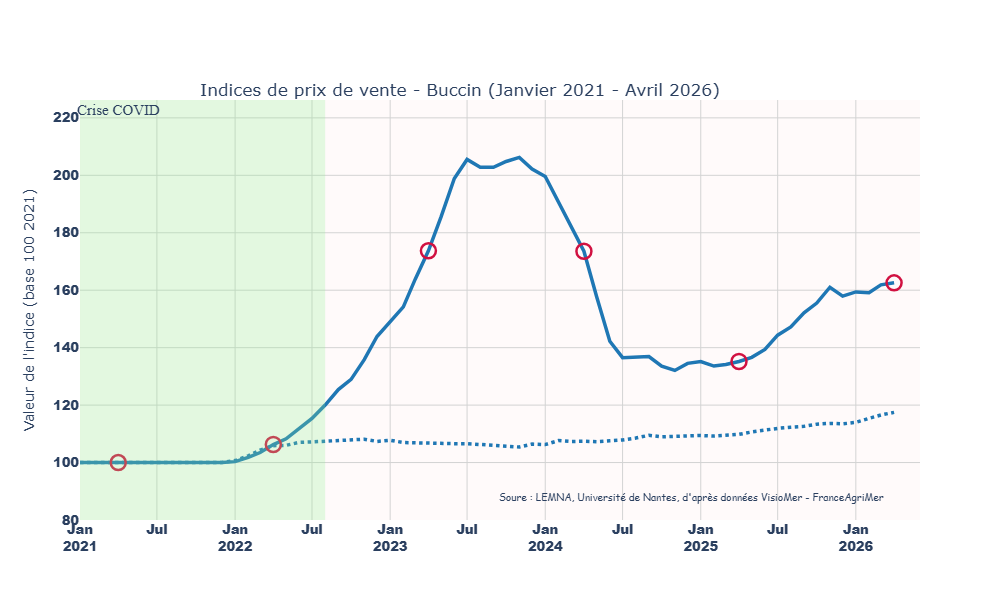 Indices de prix de vente - Buccin (Janvier 2021 - Avril 2026)
Crise COVID
Valeur de l'indice (base 100 2021)
220
200
180
160
140
120
100
80
Soure : LEMNA, Université de Nantes, d'après données VisioMer - FranceAgriMer
Jan Jul Jan Jul Jan Jul Jan Jul Jan Jul Jan
2021 2022 2023 2024 2025 2026